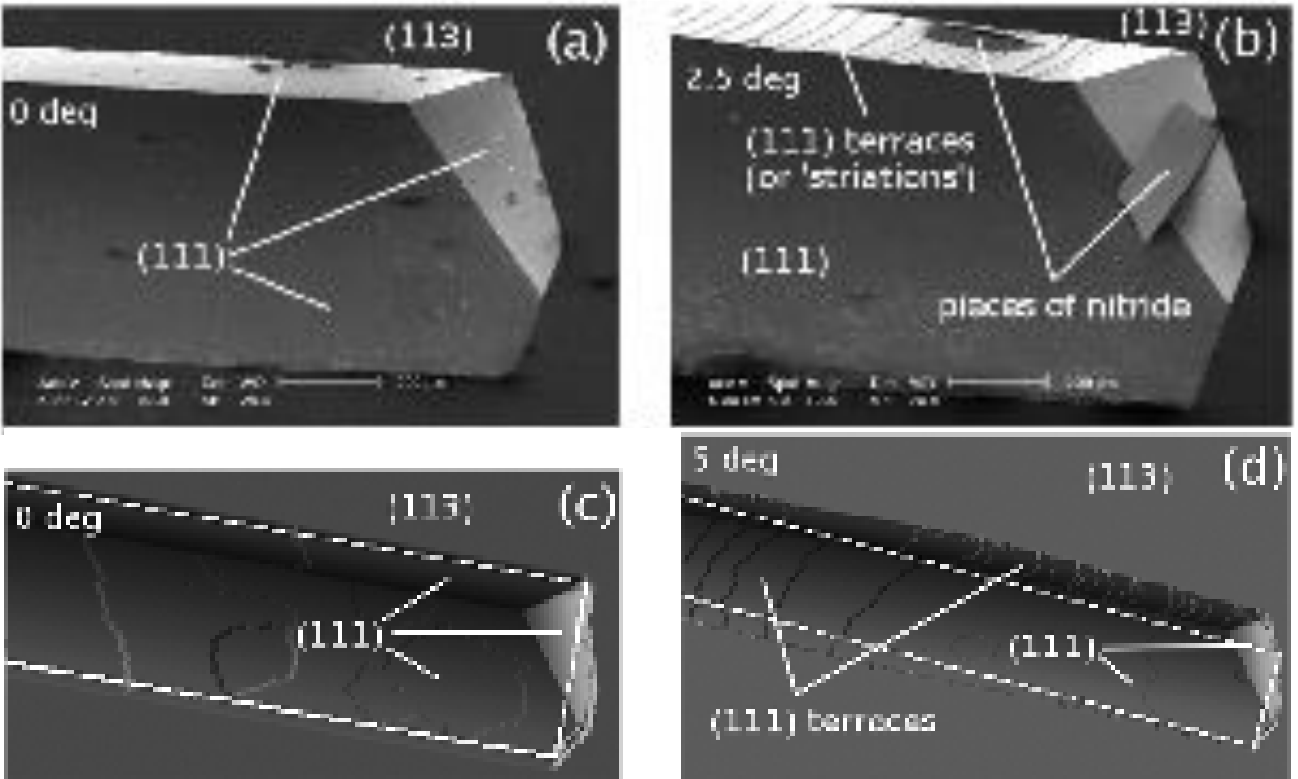 (113) (a)
0 deg
(111)
(113) (b)
2.5 deg
(111) terraces
(or 'striations')
(111)
pieces of nitride
(113) (c)
0 deg
(111)
5 deg (d)
(113)
(111)
(111) terraces